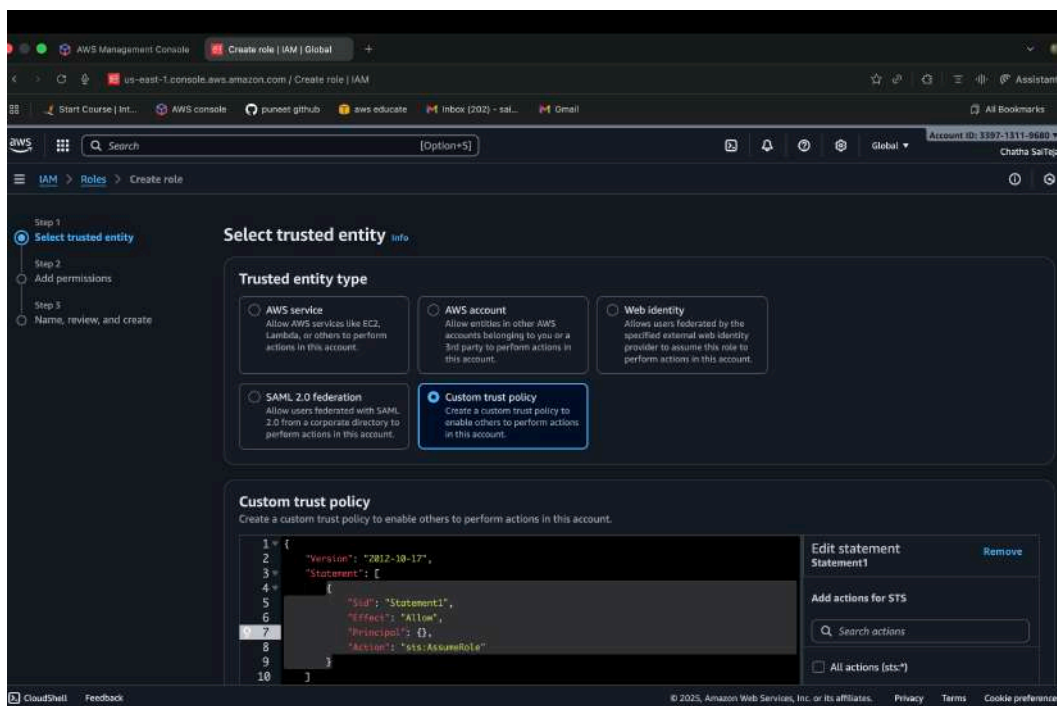 AWS Management Console
Create role | IAM | Global
us-east-1.console.aws.amazon.com / Create role | IAM
Assistant
Start Course | Int...
AWS console
puneet github
aws educate
Inbox (202) - sai...
Gmail
All Bookmarks
aws
Search
[Option+S]
Global
Account ID: 3397-1311-9680
Chatha SaiTeja
IAM > Roles > Create role
Step 1
Select trusted entity
Step 2
Add permissions
Step 3
Name, review, and create
Select trusted entity Info
Trusted entity type
AWS service
Allow AWS services like EC2,
Lambda, or others to perform
actions in this account.
AWS account
Allow entities in other AWS
accounts belonging to you or a
3rd party to perform actions in
this account.
Web identity
Allows users federated by the
specified external web identity
provider to assume this role to
perform actions in this account.
SAML 2.0 federation
Allow users federated with SAML
2.0 from a corporate directory to
perform actions in this account.
Custom trust policy
Create a custom trust policy to
enable others to perform actions
in this account.
Custom trust policy
Create a custom trust policy to enable others to perform actions in this account.
1 {
2 "Version": "2012-10-17",
3 "Statement": [
4 {
5 "Sid": "Statement1",
6 "Effect": "Allow",
7 "Principal": {},
8 "Action": "sts:AssumeRole"
9 }
10 ]
Edit statement
Remove
Statement1
Add actions for STS
Search actions
All actions (sts:*)
CloudShell
Feedback
© 2025, Amazon Web Services, Inc. or its affiliates.
Privacy
Terms
Cookie preference